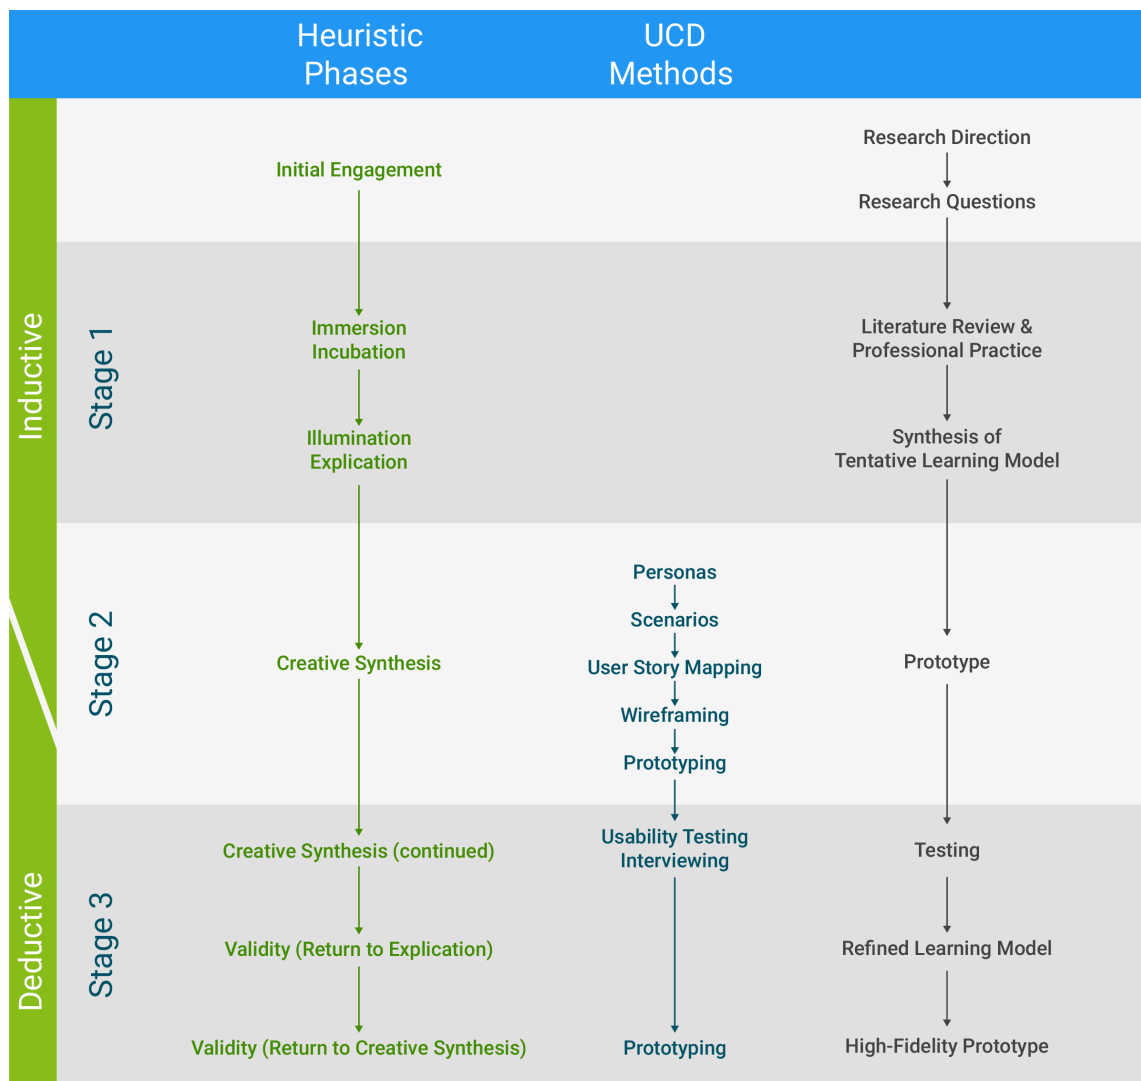 Heuristic
Phases
UCD
Methods
Inductive
Deductive
Research Direction
Initial Engagement
Research Questions
Stage 1
Immersion
Incubation
Literature Review &
Professional Practice
Illumination
Explication
Synthesis of
Tentative Learning Model
Stage 2
Personas
Scenarios
Creative Synthesis
User Story Mapping
Prototype
Wireframing
Prototyping
Stage 3
Creative Synthesis (continued)
Usability Testing
Interviewing
Testing
Validity (Return to Explication)
Refined Learning Model
Validity (Return to Creative Synthesis)
Prototyping
High-Fidelity Prototype